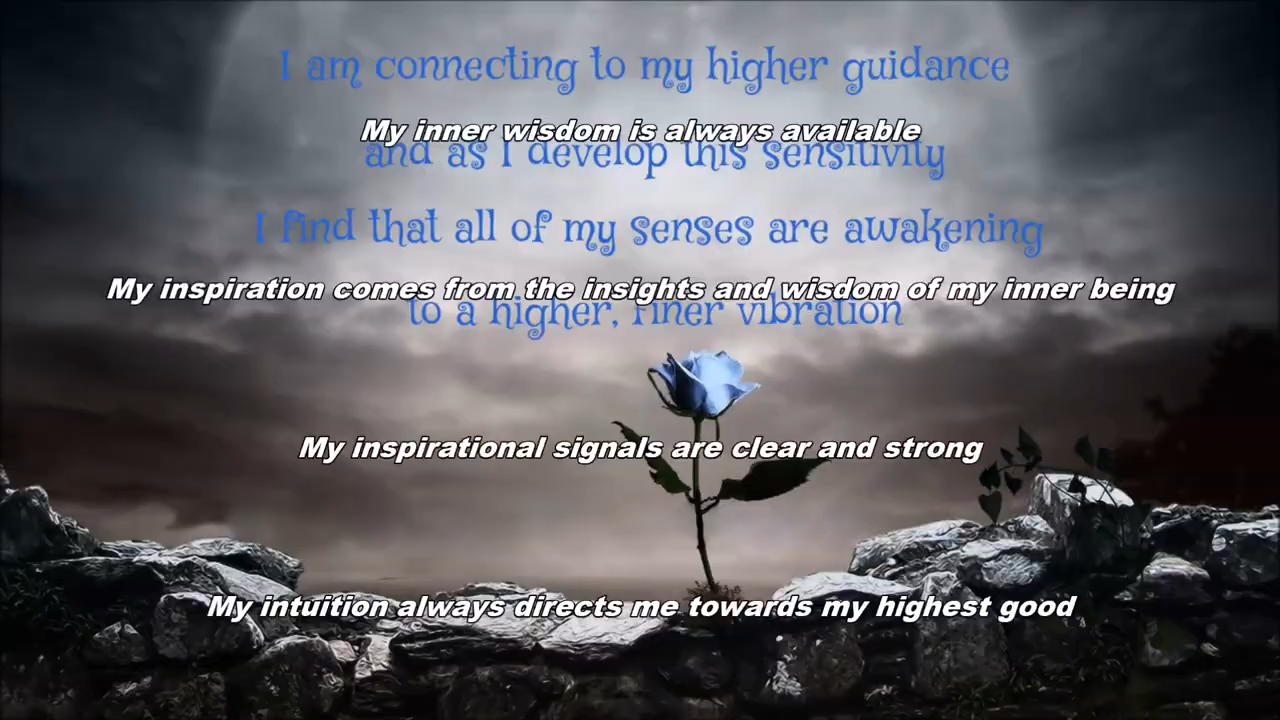 I am connecting to my higher guidance
My inner wisdom is always available
and as I develop this sensitivity
I find that all of my senses are awakening
My inspiration comes from the insights and wisdom of my inner being
to a higher, finer vibration
My inspirational signals are clear and strong
My intuition always directs me towards my highest good